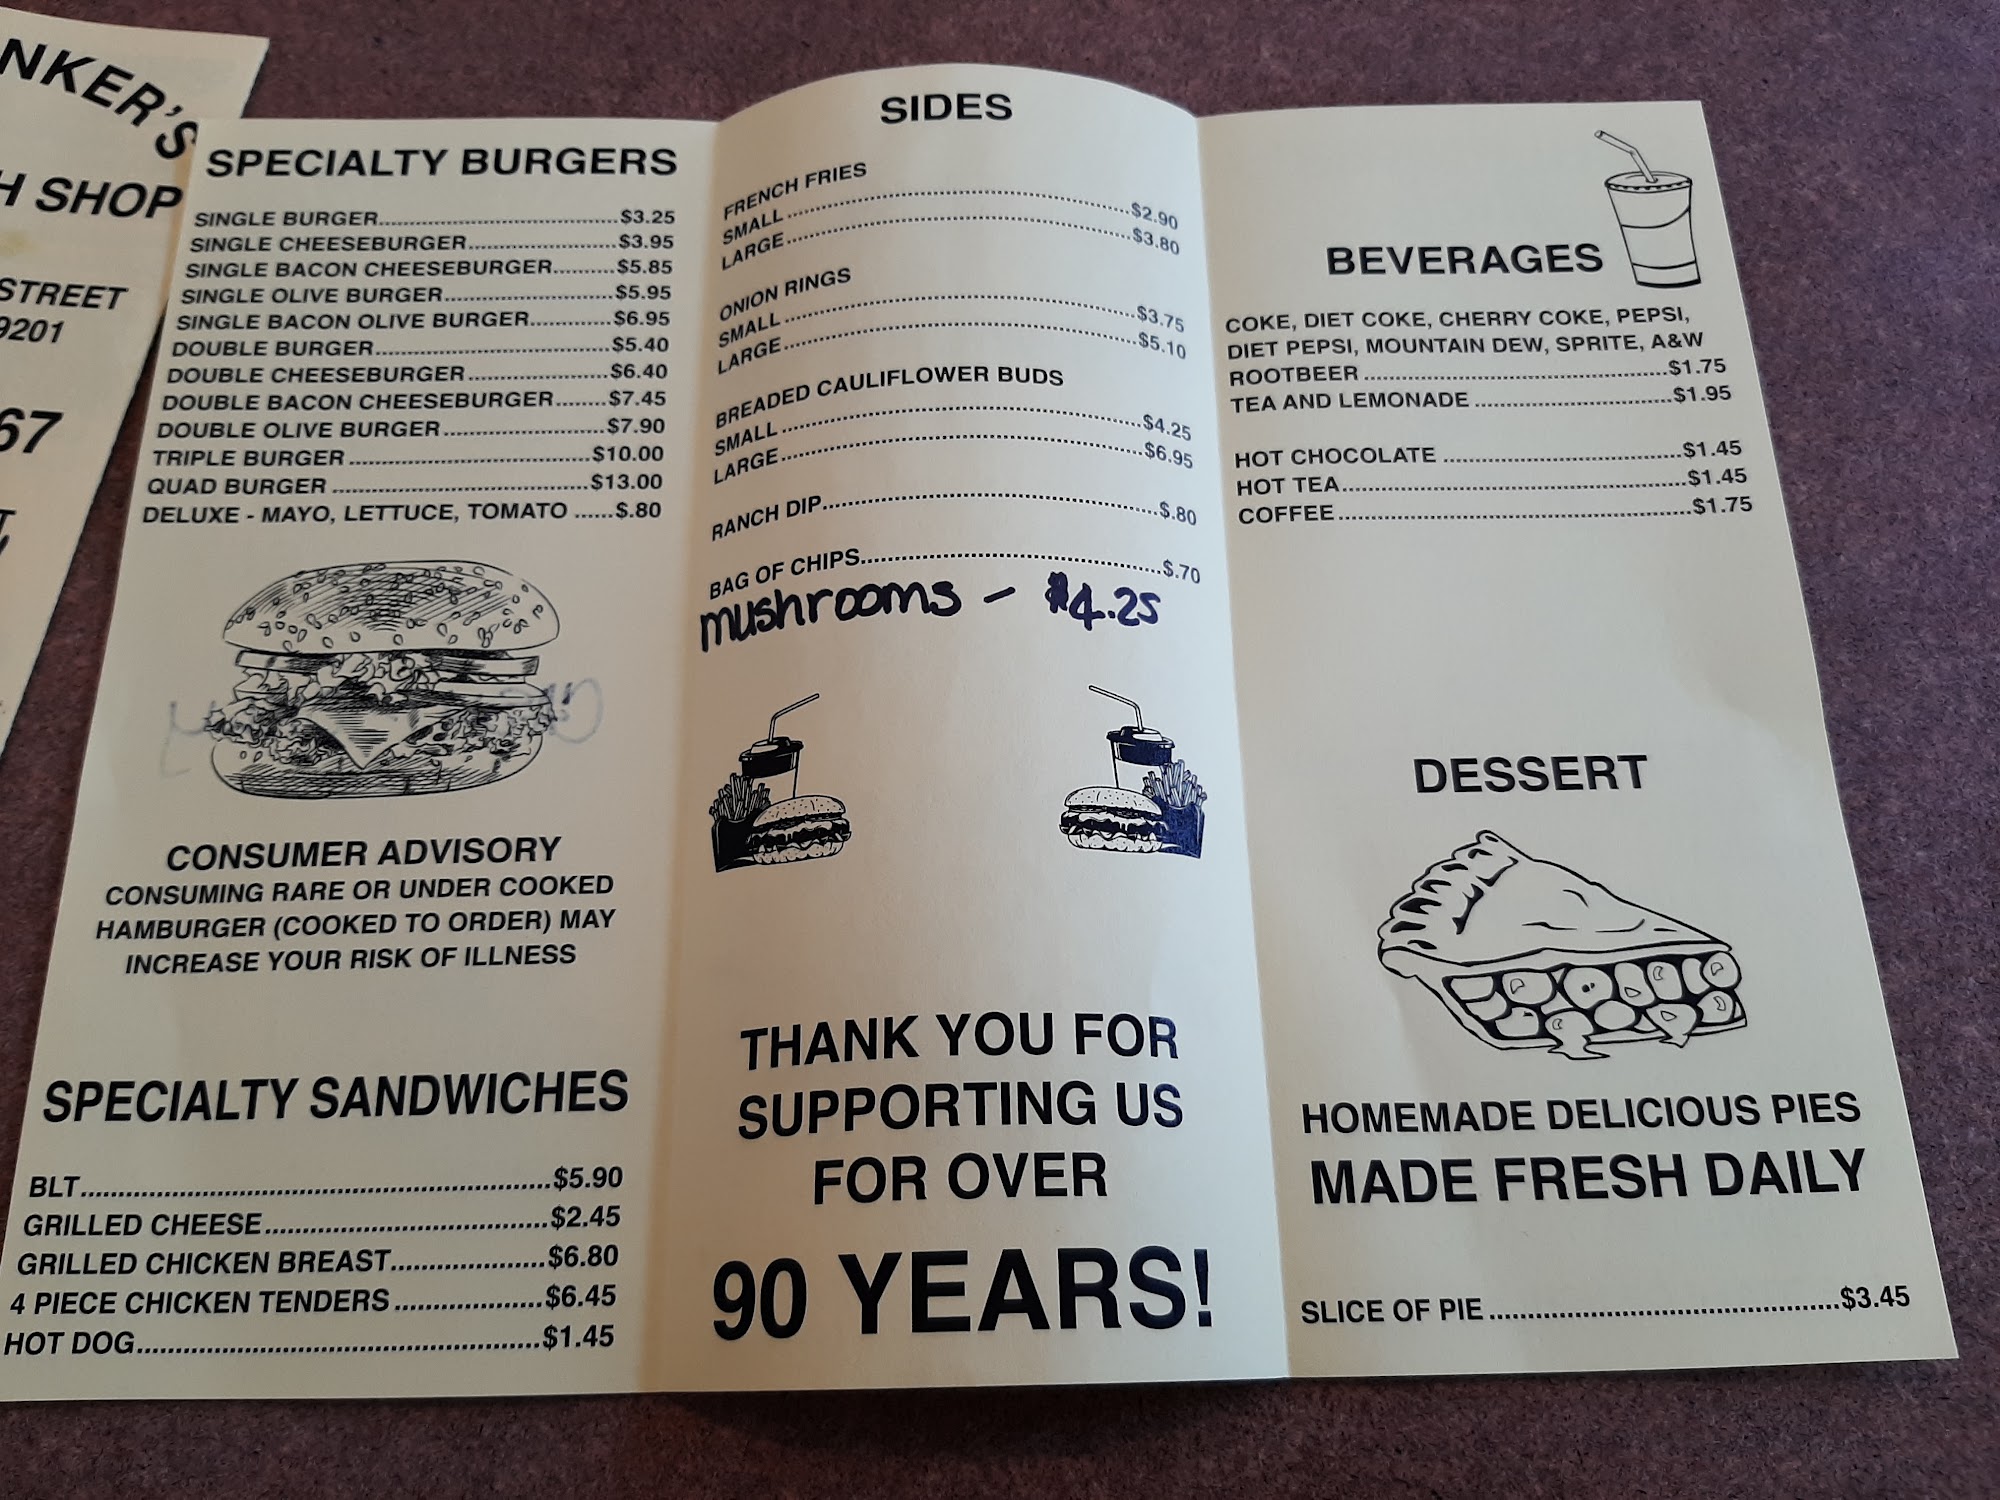 NKER'S
H SHOP
STREET
9201
67
SPECIALTY BURGERS
SINGLE BURGER..............................$3.25
SINGLE CHEESEBURGER...................$3.95
SINGLE BACON CHEESEBURGER..........$5.85
SINGLE OLIVE BURGER......................$5.95
SINGLE BACON OLIVE BURGER.............$6.95
DOUBLE BURGER..............................$5.40
DOUBLE CHEESEBURGER..................$6.40
DOUBLE BACON CHEESEBURGER........$7.45
DOUBLE OLIVE BURGER.....................$7.90
TRIPLE BURGER...............................$10.00
QUAD BURGER.................................$13.00
DELUXE - MAYO, LETTUCE, TOMATO ......$.80
CONSUMER ADVISORY
CONSUMING RARE OR UNDER COOKED
HAMBURGER (COOKED TO ORDER) MAY
INCREASE YOUR RISK OF ILLNESS
SPECIALTY SANDWICHES
BLT..................................................$5.90
GRILLED CHEESE..............................$2.45
GRILLED CHICKEN BREAST................$6.80
4 PIECE CHICKEN TENDERS................$6.45
HOT DOG...........................................$1.45
SIDES
FRENCH FRIES
SMALL..............................................$2.90
LARGE..............................................$3.80
ONION RINGS
SMALL..............................................$3.75
LARGE..............................................$5.10
BREADED CAULIFLOWER BUDS
SMALL..............................................$4.25
LARGE..............................................$6.95
RANCH DIP..........................................$.80
BAG OF CHIPS.....................................$.70
mushrooms - $4.25
THANK YOU FOR
SUPPORTING US
FOR OVER
90 YEARS!
BEVERAGES
COKE, DIET COKE, CHERRY COKE, PEPSI,
DIET PEPSI, MOUNTAIN DEW, SPRITE, A&W
ROOTBEER.......................................$1.75
TEA AND LEMONADE..........................$1.95
HOT CHOCOLATE..............................$1.45
HOT TEA...........................................$1.45
COFFEE............................................$1.75
DESSERT
HOMEMADE DELICIOUS PIES
MADE FRESH DAILY
SLICE OF PIE.....................................$3.45